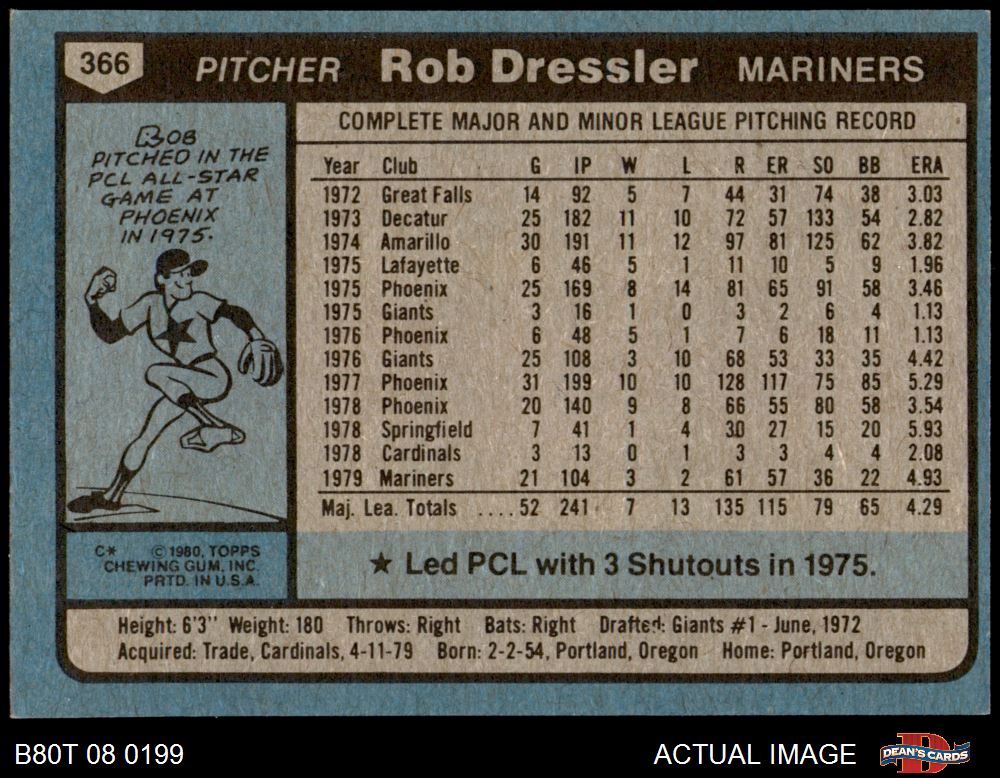 366 PITCHER Rob Dressler MARINERS
BOB
PITCHED IN THE
PCL ALL-STAR
GAME AT
PHOENIX
IN 1975.
COMPLETE MAJOR AND MINOR LEAGUE PITCHING RECORD
Year Club G IP W L R ER SO BB ERA
1972 Great Falls 14 92 5 7 44 31 74 38 3.03
1973 Decatur 25 182 11 10 72 57 133 54 2.82
1974 Amarillo 30 191 11 12 97 81 125 62 3.82
1975 Lafayette 6 46 5 1 11 10 5 9 1.96
1975 Phoenix 25 169 8 14 81 65 91 58 3.46
1975 Giants 3 16 1 0 3 2 6 4 1.13
1976 Phoenix 6 48 5 1 7 6 18 11 1.13
1976 Giants 25 108 3 10 68 53 33 35 4.42
1977 Phoenix 31 199 10 10 128 117 75 85 5.29
1978 Phoenix 20 140 9 8 66 55 80 58 3.54
1978 Springfield 7 41 1 4 30 27 15 20 5.93
1978 Cardinals 3 13 0 1 3 3 4 4 2.08
1979 Mariners 21 104 3 2 61 57 36 22 4.93
Maj. Lea. Totals ....52 241 7 13 135 115 79 65 4.29
C* © 1980, TOPPS
CHEWING GUM, INC.
PRTD. IN U.S.A.
★ Led PCL with 3 Shutouts in 1975.
Height: 6'3" Weight: 180 Throws: Right Bats: Right Drafted: Giants #1 - June, 1972
Acquired: Trade, Cardinals, 4-11-79 Born: 2-2-54, Portland, Oregon Home: Portland, Oregon
B80T 08 0199 ACTUAL IMAGE DEAN'S CARDS